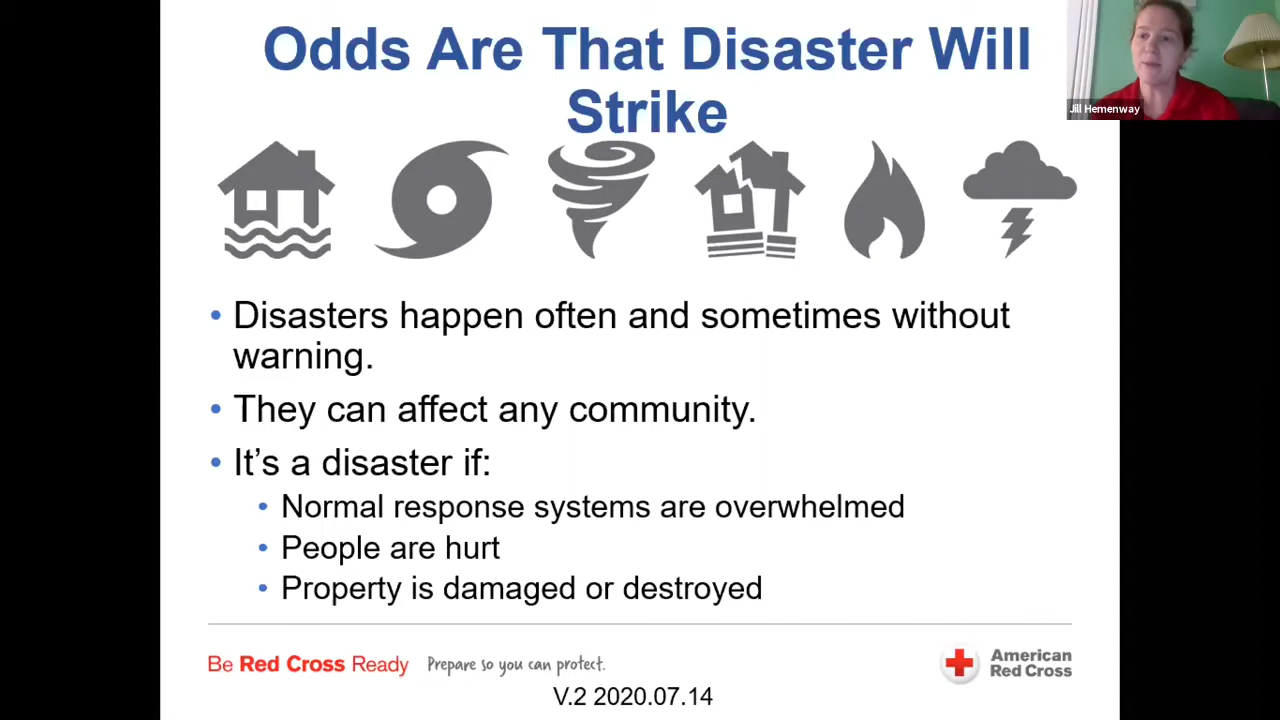 Odds Are That Disaster Will
Strike
Jill Hemenway
• Disasters happen often and sometimes without
warning.
• They can affect any community.
• It’s a disaster if:
• Normal response systems are overwhelmed
• People are hurt
• Property is damaged or destroyed
Be Red Cross Ready Prepare so you can protect.
American
Red Cross
V.2 2020.07.14